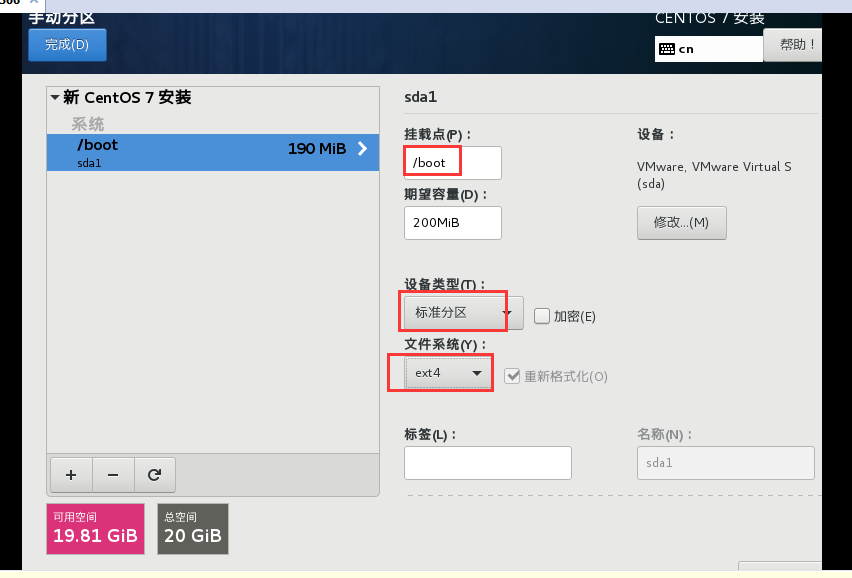 手动分区
CENTOS 7 安装
完成(D)
cn
帮助！
新 CentOS 7 安装
系统
/boot
190 MiB
sda1
sda1
挂载点(P)：
/boot
期望容量(D)：
200MiB
设备：
VMware, VMware Virtual S
(sda)
修改...(M)
设备类型(T)：
标准分区
加密(E)
文件系统(Y)：
ext4
重新格式化(O)
标签(L)：
名称(N)：
sda1
+
−
可用空间
19.81 GiB
总空间
20 GiB